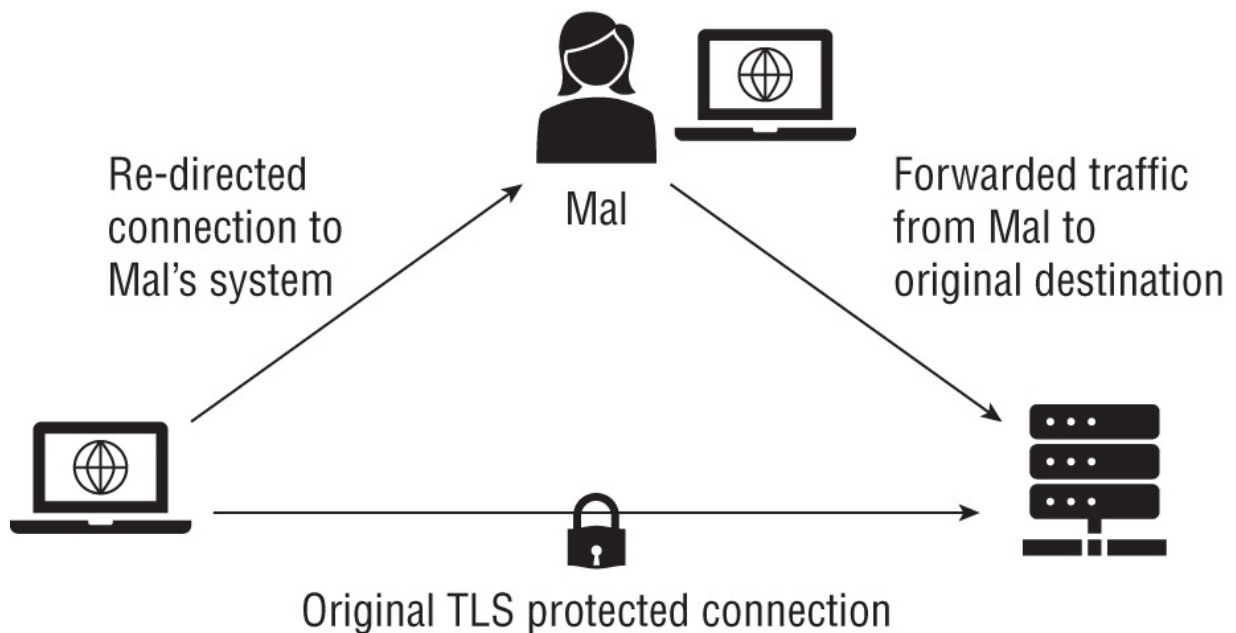 Re-directed
connection to
Mal’s system
Mal
Forwarded traffic
from Mal to
original destination
Original TLS protected connection